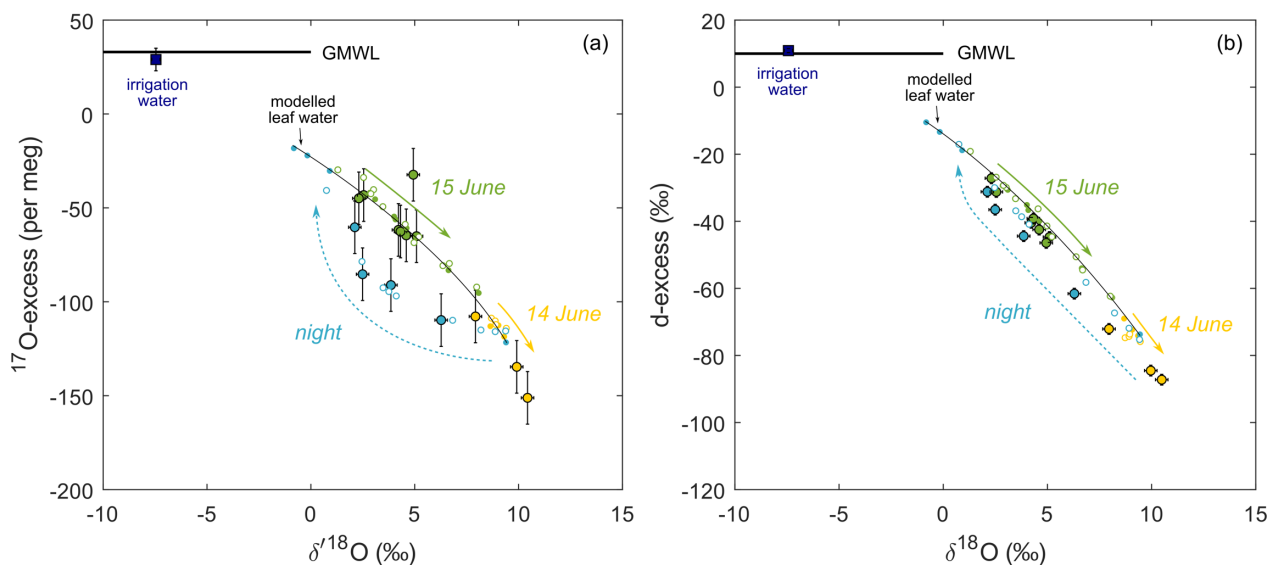 50
0
-50
-100
-150
-200
-10
-5
0
5
10
15
¹⁷O-excess (per meg)
δ′¹⁸O (‰)
(a)
GMWL
irrigation
water
modelled
leaf water
15 June
14 June
night
20
0
-20
-40
-60
-80
-100
-120
-10
-5
0
5
10
15
d-excess (‰)
δ¹⁸O (‰)
(b)
GMWL
irrigation
water
modelled
leaf water
15 June
14 June
night